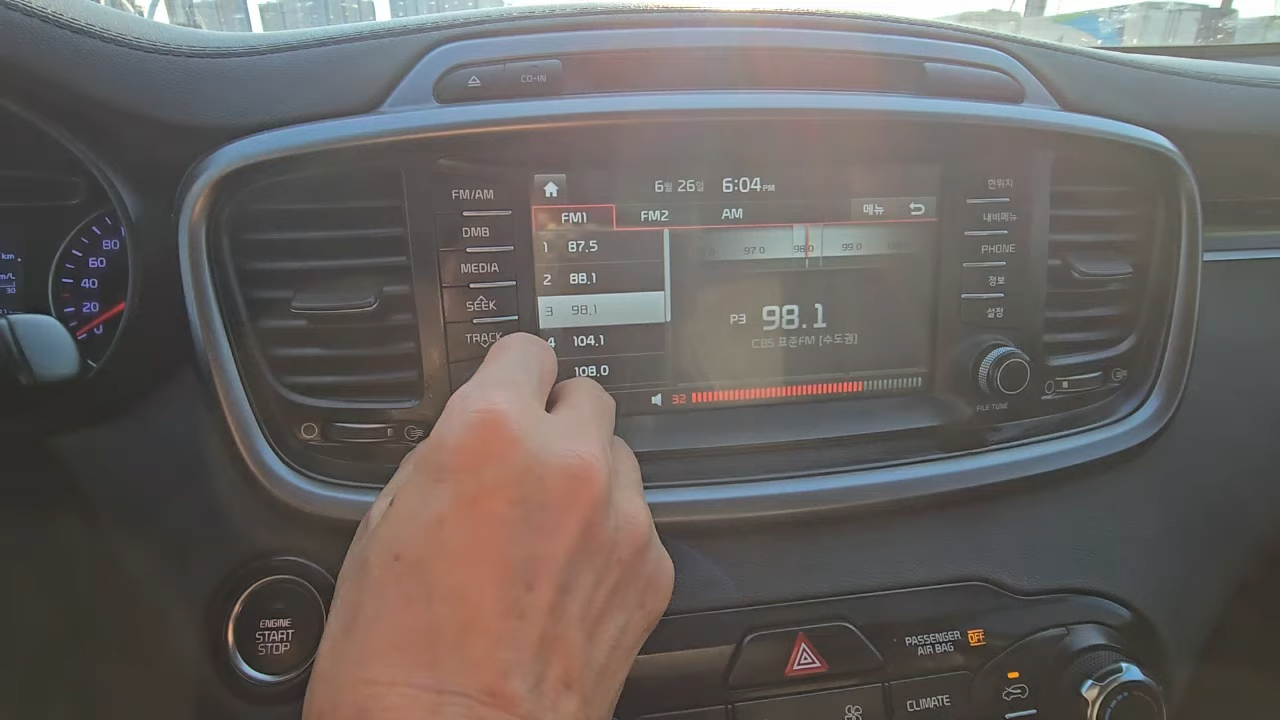 CO-IN
6월 26일 6:04PM
FM/AM
DMB
MEDIA
SEEK
TRACK
FM1 FM2 AM 메뉴
1 87.5
2 88.1
3 98.1
4 104.1
108.0
97.0 98.0 99.0
P3 98.1
CBS 표준FM [수도권]
32
현위치
내비메뉴
PHONE
정보
설정
FILE TUNE
km
80
60
40
20
0
30
ENGINE
START
STOP
PASSENGER
AIR BAG OFF
CLIMATE